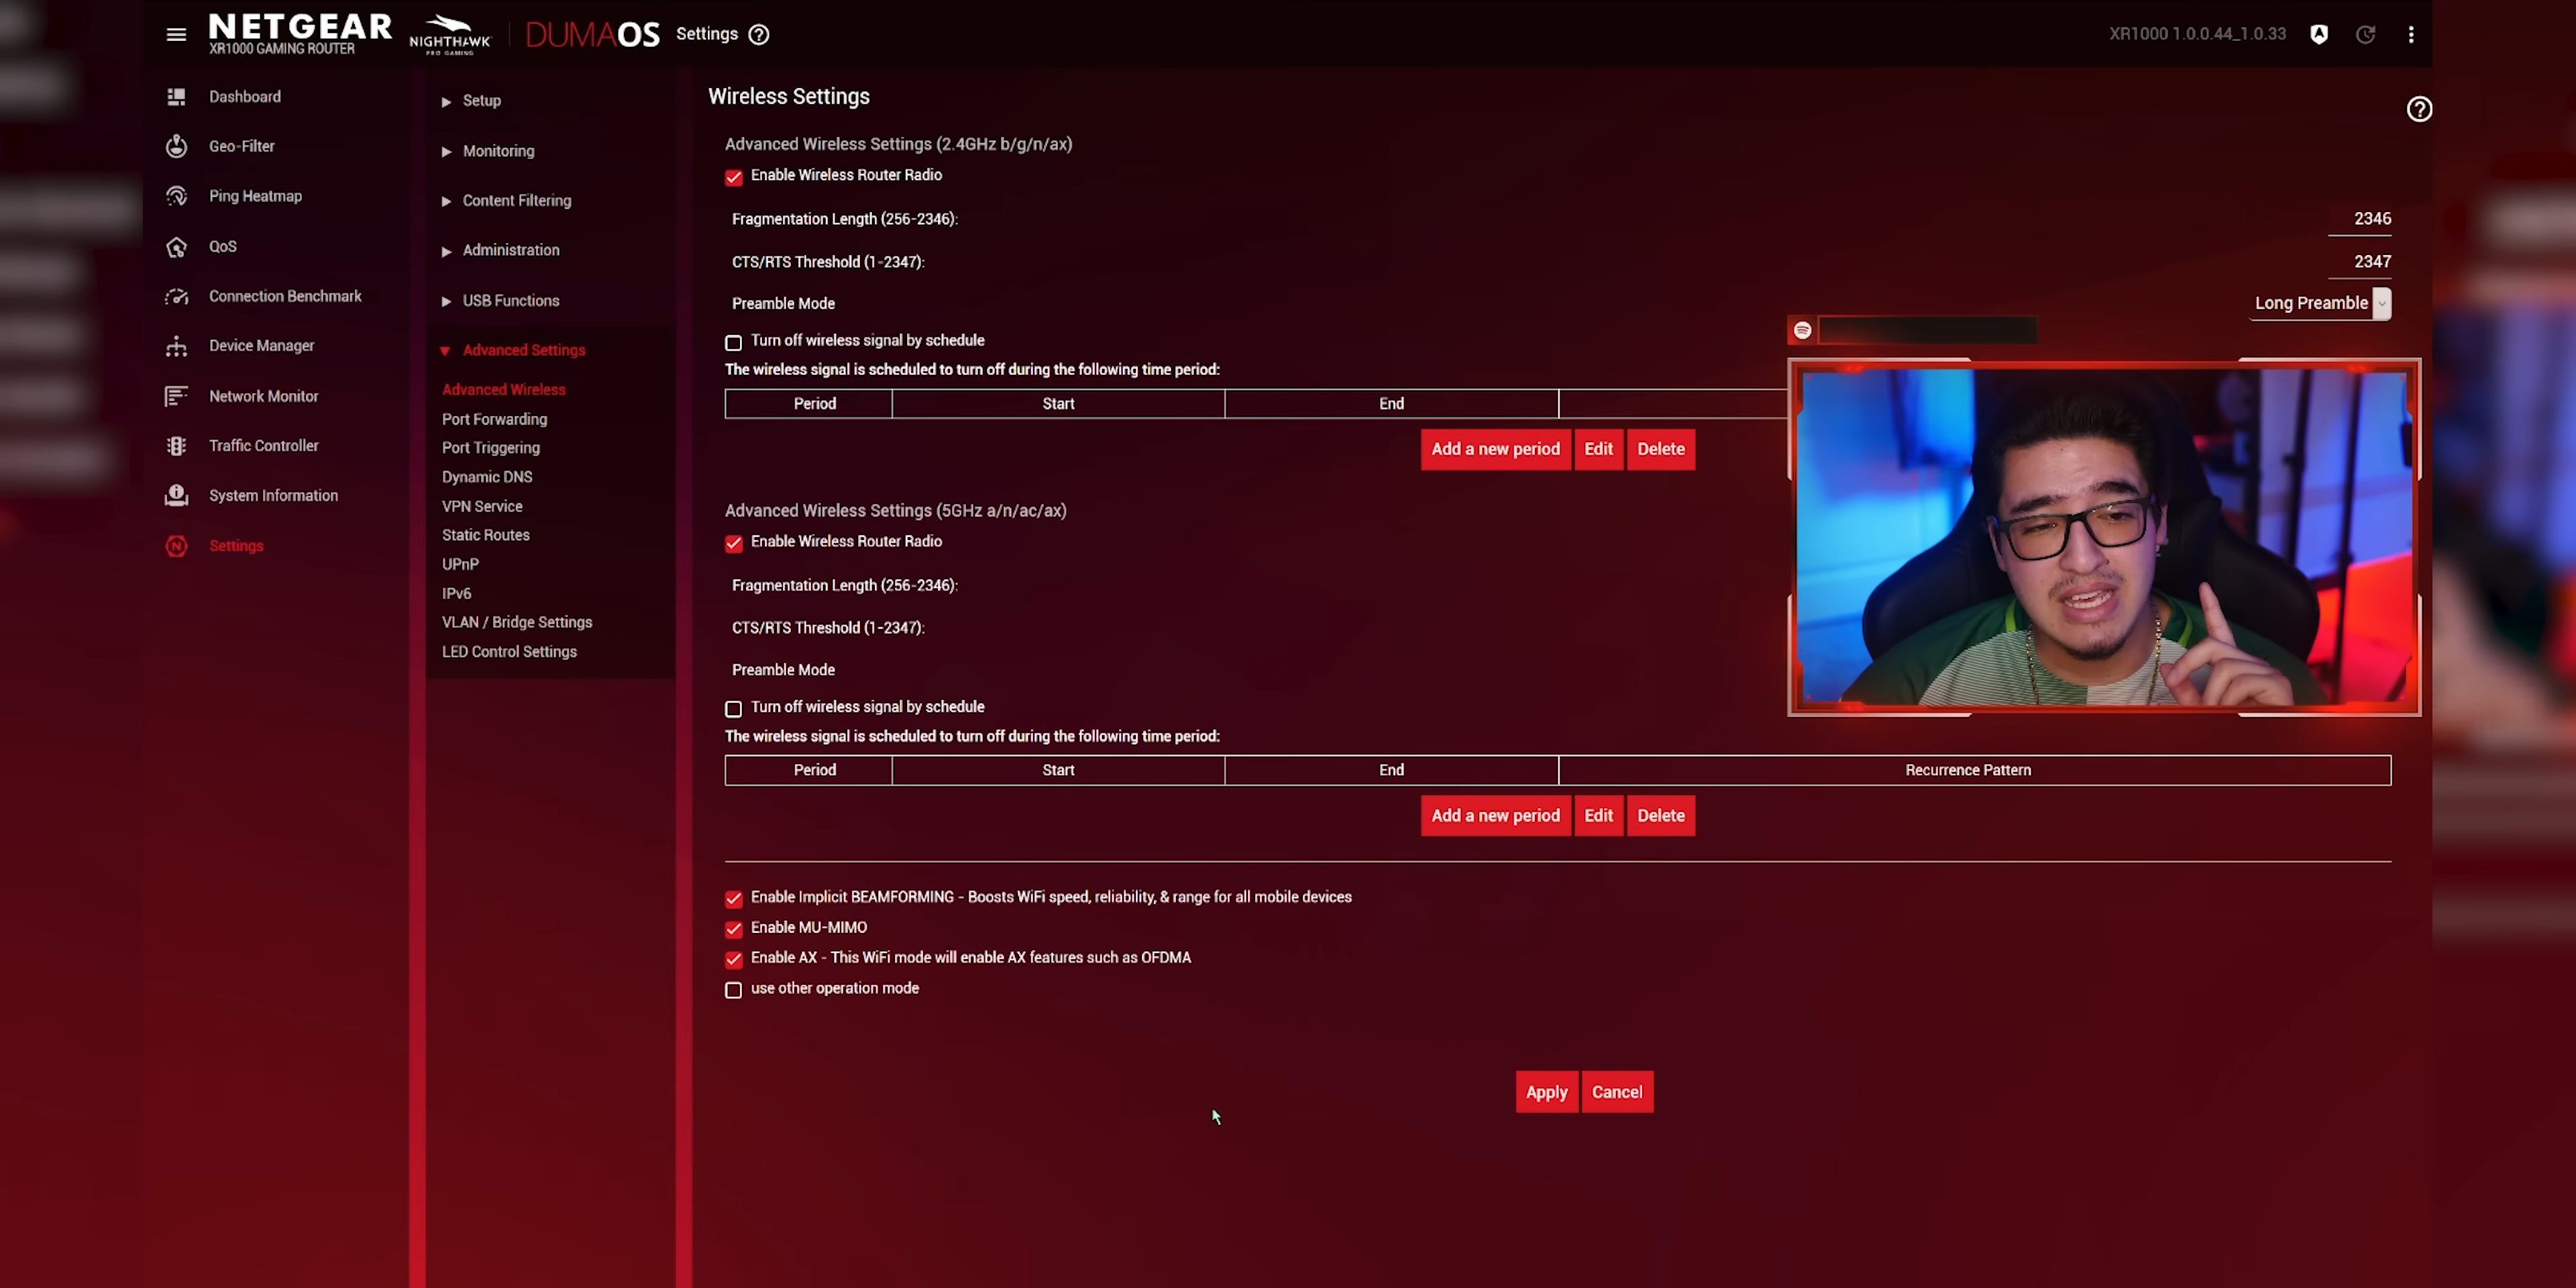 NETGEAR
XR1000 GAMING ROUTER
NIGHTHAWK
PRO GAMING
DUMAOS
Settings
XR1000 1.0.0.44_1.0.33
Dashboard
Geo-Filter
Ping Heatmap
QoS
Connection Benchmark
Device Manager
Network Monitor
Traffic Controller
System Information
Settings
Setup
Monitoring
Content Filtering
Administration
USB Functions
Advanced Settings
Advanced Wireless
Port Forwarding
Port Triggering
Dynamic DNS
VPN Service
Static Routes
UPnP
IPv6
VLAN / Bridge Settings
LED Control Settings
Wireless Settings
Advanced Wireless Settings (2.4GHz b/g/n/ax)
Enable Wireless Router Radio
Fragmentation Length (256-2346): 2346
CTS/RTS Threshold (1-2347): 2347
Preamble Mode Long Preamble
Turn off wireless signal by schedule
The wireless signal is scheduled to turn off during the following time period:
Period Start End
Add a new period Edit Delete
Advanced Wireless Settings (5GHz a/n/ac/ax)
Enable Wireless Router Radio
Fragmentation Length (256-2346):
CTS/RTS Threshold (1-2347):
Preamble Mode
Turn off wireless signal by schedule
The wireless signal is scheduled to turn off during the following time period:
Period Start End Recurrence Pattern
Add a new period Edit Delete
Enable Implicit BEAMFORMING - Boosts WiFi speed, reliability, & range for all mobile devices
Enable MU-MIMO
Enable AX - This WiFi mode will enable AX features such as OFDMA
use other operation mode
Apply Cancel